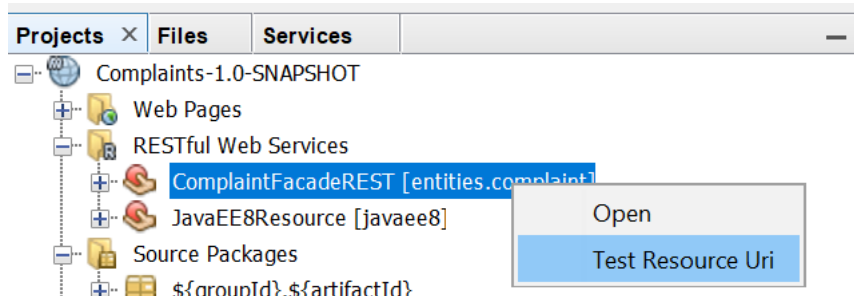 Projects × Files Services
Complaints-1.0-SNAPSHOT
Web Pages
RESTful Web Services
ComplaintFacadeREST [entities.complaint]
Open
JavaEE8Resource [javaee8]
Test Resource Uri
Source Packages
${groupId}.${artifactId}